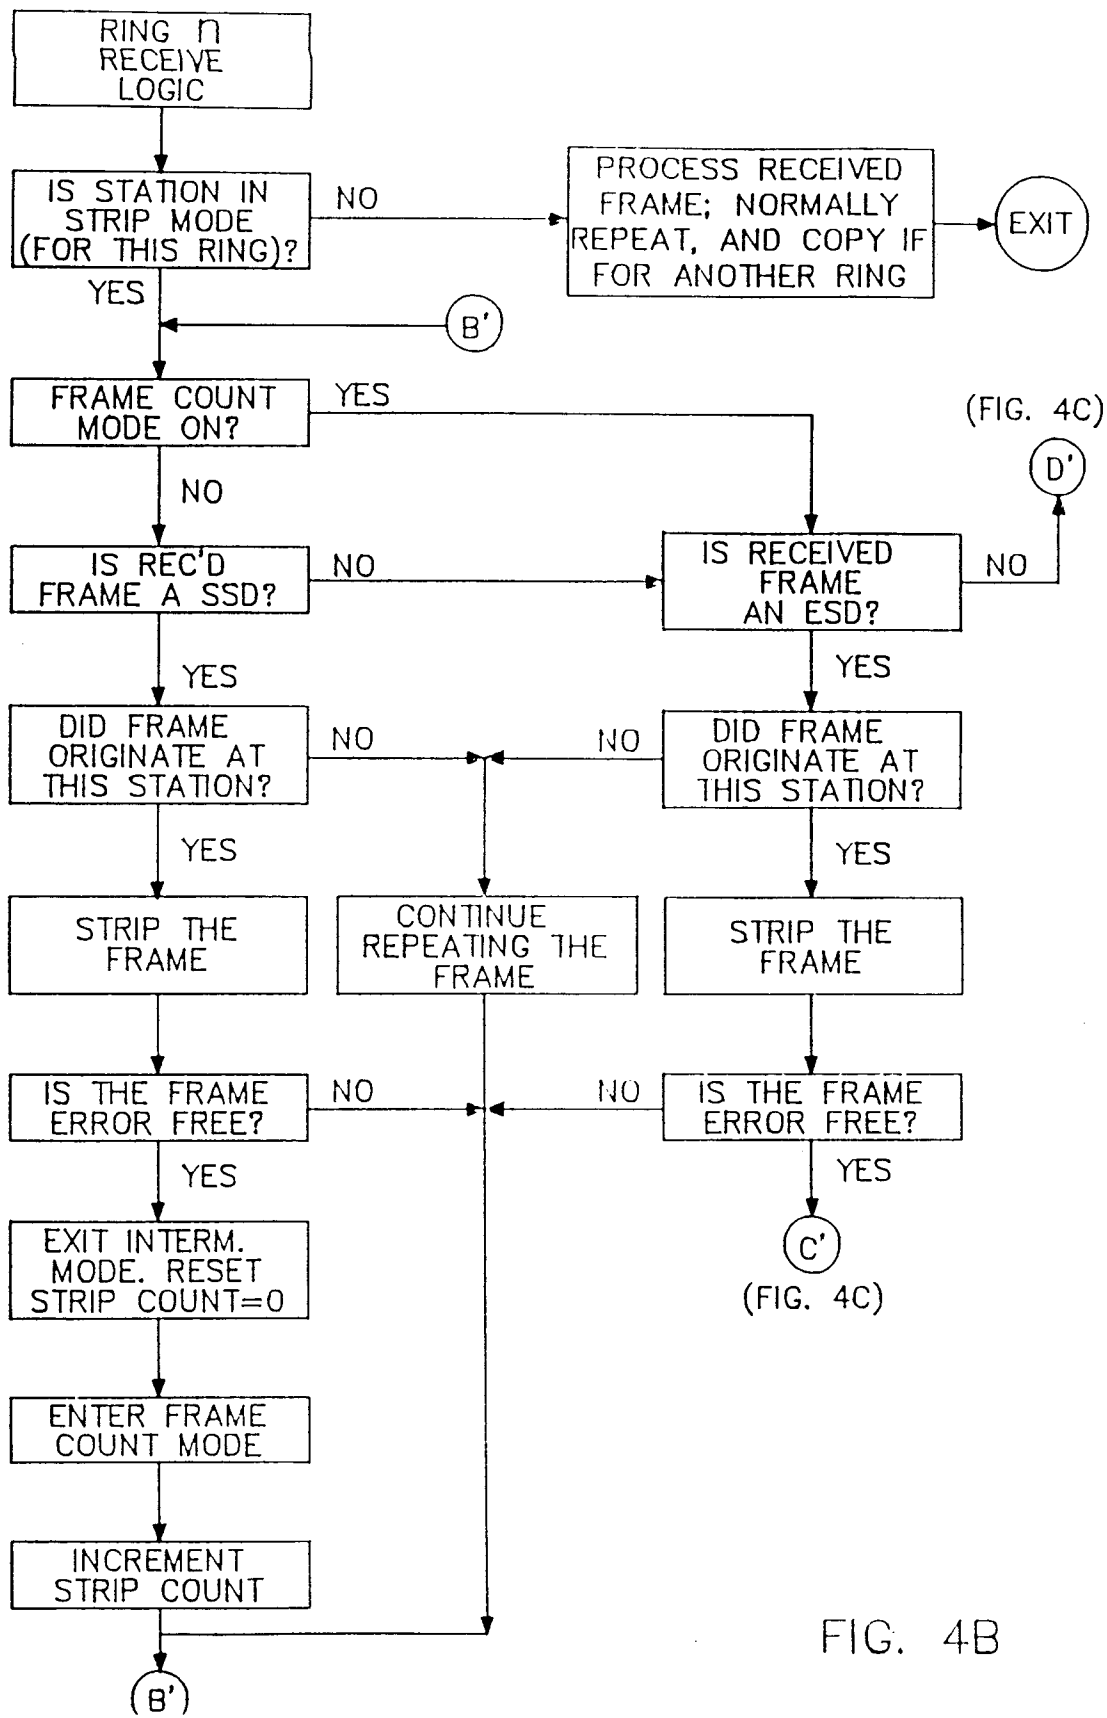 RING n
RECEIVE
LOGIC
IS STATION IN
STRIP MODE
(FOR THIS RING)?
NO
PROCESS RECEIVED
FRAME; NORMALLY
REPEAT, AND COPY IF
FOR ANOTHER RING
EXIT
YES
B'
FRAME COUNT
MODE ON?
YES
(FIG. 4C)
D'
NO
IS REC'D
FRAME A SSD?
NO
IS RECEIVED
FRAME
AN ESD?
NO
YES
YES
DID FRAME
ORIGINATE AT
THIS STATION?
NO
NO
DID FRAME
ORIGINATE AT
THIS STATION?
YES
YES
STRIP THE
FRAME
CONTINUE
REPEATING THE
FRAME
STRIP THE
FRAME
IS THE FRAME
ERROR FREE?
NO
NO
IS THE FRAME
ERROR FREE?
YES
YES
EXIT INTERM.
MODE. RESET
STRIP COUNT=0
C'
(FIG. 4C)
ENTER FRAME
COUNT MODE
INCREMENT
STRIP COUNT
B'
FIG. 4B